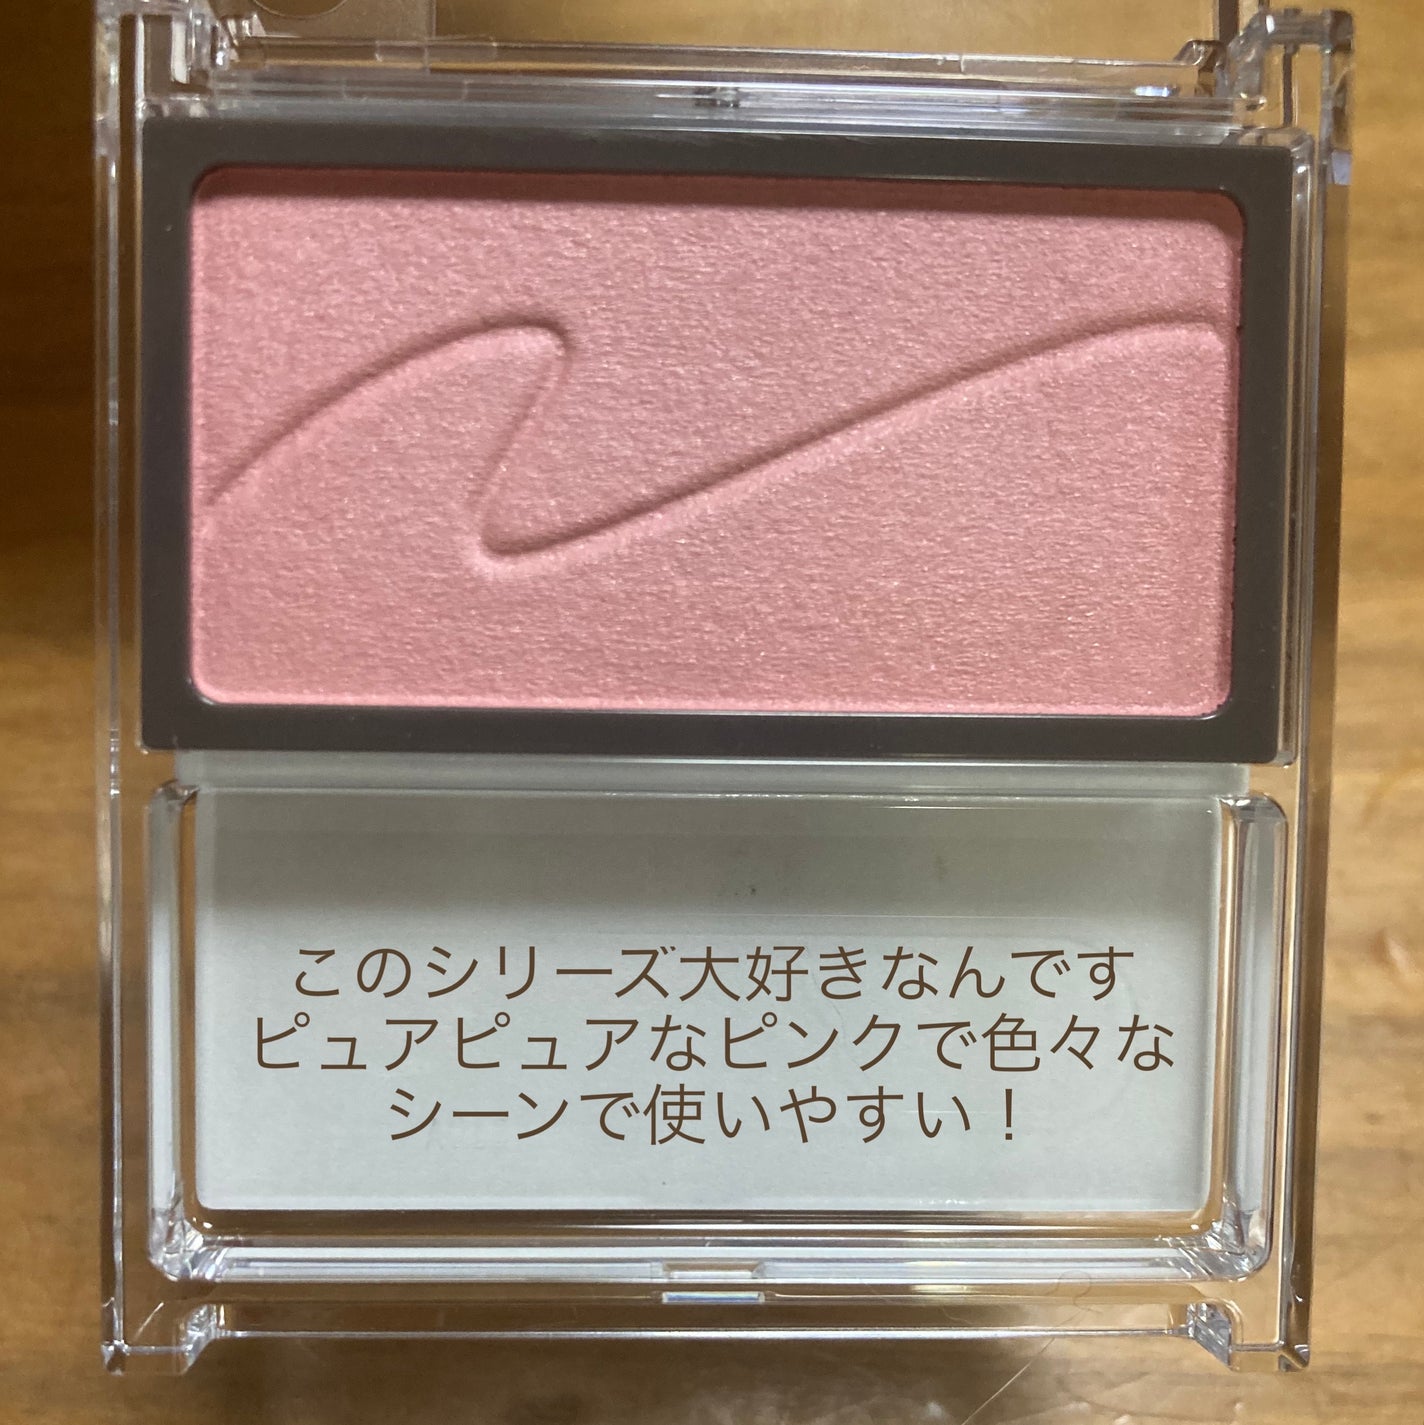 このシリーズ大好きなんです
ピュアピュアなピンクで色々な
シーンで使いやすい！